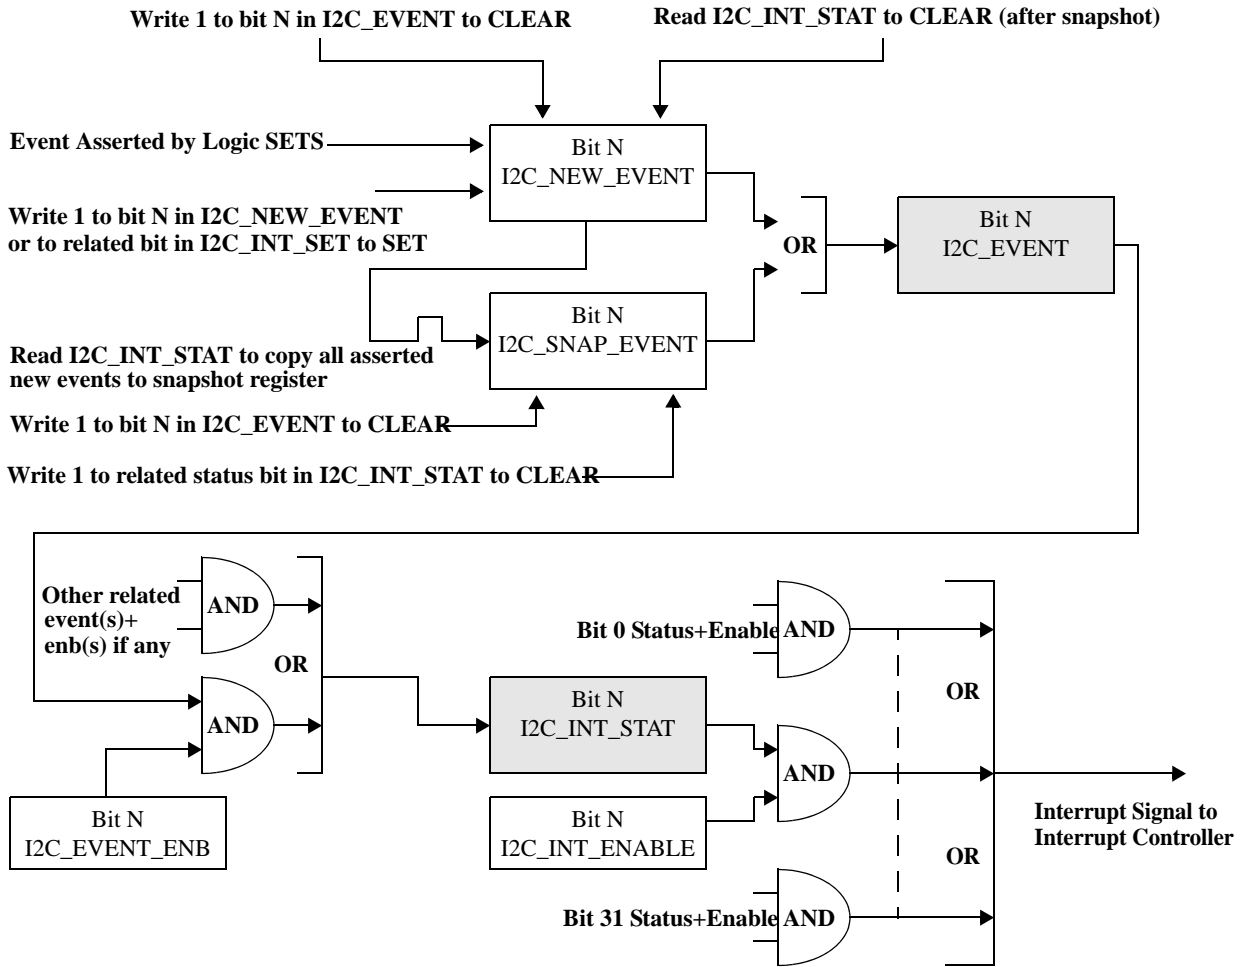 Write 1 to bit N in I2C_EVENT to CLEAR
Read I2C_INT_STAT to CLEAR (after snapshot)
Event Asserted by Logic SETS
Bit N
I2C_NEW_EVENT
Write 1 to bit N in I2C_NEW_EVENT
or to related bit in I2C_INT_SET to SET
OR
Bit N
I2C_EVENT
Bit N
I2C_SNAP_EVENT
Read I2C_INT_STAT to copy all asserted
new events to snapshot register
Write 1 to bit N in I2C_EVENT to CLEAR
Write 1 to related status bit in I2C_INT_STAT to CLEAR
Other related
event(s)+
enb(s) if any
AND
OR
AND
Bit N
I2C_EVENT_ENB
Bit N
I2C_INT_STAT
Bit N
I2C_INT_ENABLE
Bit 0 Status+Enable
AND
OR
AND
OR
Bit 31 Status+Enable
AND
Interrupt Signal to
Interrupt Controller